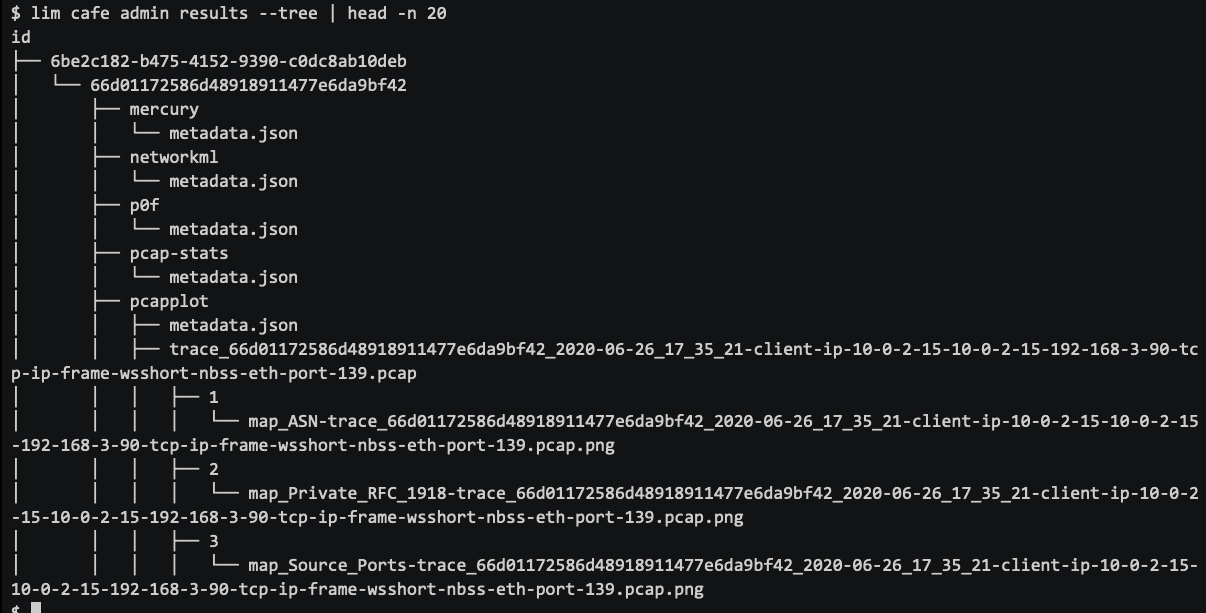 $ lim cafe admin results --tree | head -n 20
id
├── 6be2c182-b475-4152-9390-c0dc8ab10deb
│   └── 66d01172586d48918911477e6da9bf42
│       ├── mercury
│       │   └── metadata.json
│       ├── networkml
│       │   └── metadata.json
│       ├── p0f
│       │   └── metadata.json
│       ├── pcap-stats
│       │   └── metadata.json
│       ├── pcapplot
│       │   ├── metadata.json
│       │   ├── trace_66d01172586d48918911477e6da9bf42_2020-06-26_17_35_21-client-ip-10-0-2-15-10-0-2-15-192-168-3-90-tc
p-ip-frame-wsshort-nbss-eth-port-139.pcap
│       │   │   ├── 1
│       │   │   │   └── map_ASN-trace_66d01172586d48918911477e6da9bf42_2020-06-26_17_35_21-client-ip-10-0-2-15-10-0-2-15
-192-168-3-90-tcp-ip-frame-wsshort-nbss-eth-port-139.pcap.png
│       │   │   ├── 2
│       │   │   │   └── map_Private_RFC_1918-trace_66d01172586d48918911477e6da9bf42_2020-06-26_17_35_21-client-ip-10-0-2
-15-10-0-2-15-192-168-3-90-tcp-ip-frame-wsshort-nbss-eth-port-139.pcap.png
│       │   │   ├── 3
│       │   │   │   └── map_Source_Ports-trace_66d01172586d48918911477e6da9bf42_2020-06-26_17_35_21-client-ip-10-0-2-15-
10-0-2-15-192-168-3-90-tcp-ip-frame-wsshort-nbss-eth-port-139.pcap.png
$